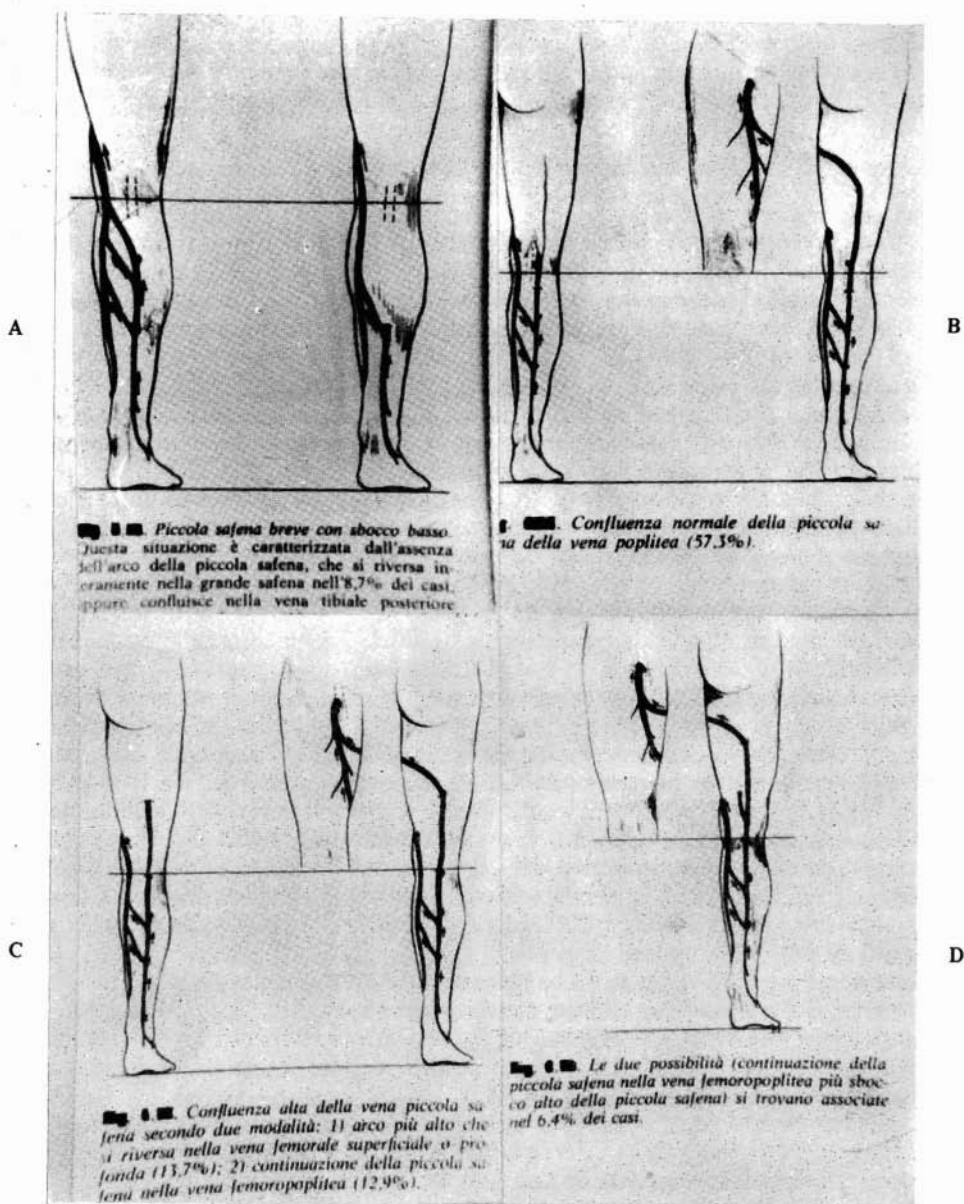 A
B
Piccola safena breve con sbocco basso.
Questa situazione è caratterizzata dall'assenza
dell'arco della piccola safena, che si riversa in-
eramente nella grande safena nell'8,7% dei casi,
oppure confluisce nella vena tibiale posteriore
Confluenza normale della piccola sa-
na della vena poplitea (57,3%).
C
D
Confluenza alta della vena piccola sa-
fena secondo due modalità: 1) arco più alto che
si riversa nella vena femorale superficiale o pro-
fonda (13,7%); 2) continuazione della piccola sa-
fena nella vena femoropoplitea (12,9%).
Le due possibilità (continuazione della
piccola safena nella vena femoropoplitea più sboc-
co alto della piccola safena) si trovano associate
nel 6,4% dei casi.